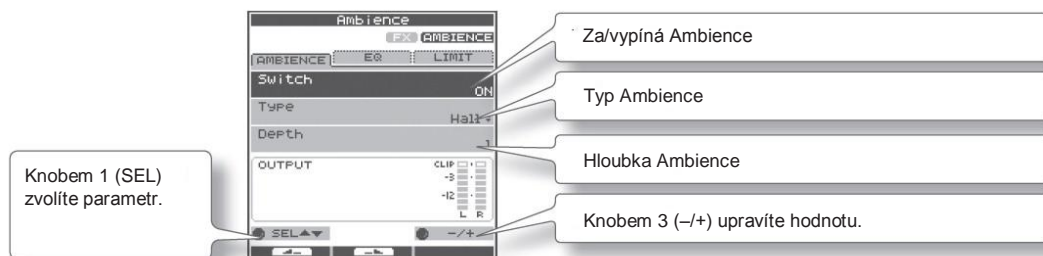 Ambience
FX AMBIENCE
AMBIENCE EQ LIMIT
Switch
ON
Type
Hall
Depth
1
OUTPUT
CLIP
-3
-12
L R
SEL▲▼ -/+
Za/vypíná Ambience
Typ Ambience
Hloubka Ambience
Knobem 3 (–/+) upravíte hodnotu.
Knobem 1 (SEL)
zvolíte parametr.